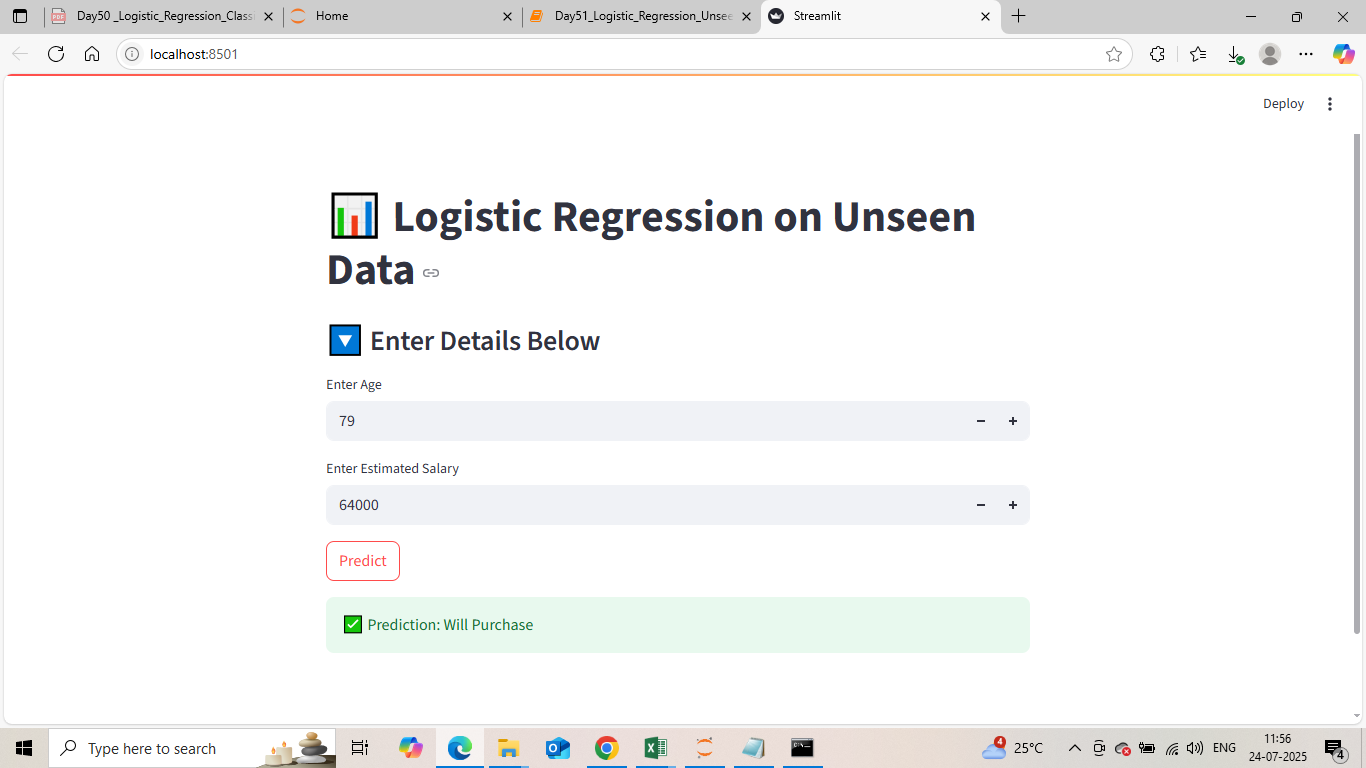 Day50 _Logistic_Regression_Class
Home
Day51_Logistic_Regression_Unsee
Streamlit
localhost:8501
Deploy
Logistic Regression on Unseen
Data
Enter Details Below
Enter Age
79
Enter Estimated Salary
64000
Predict
Prediction: Will Purchase
Type here to search
4
25°C
ENG
11:56
24-07-2025
4